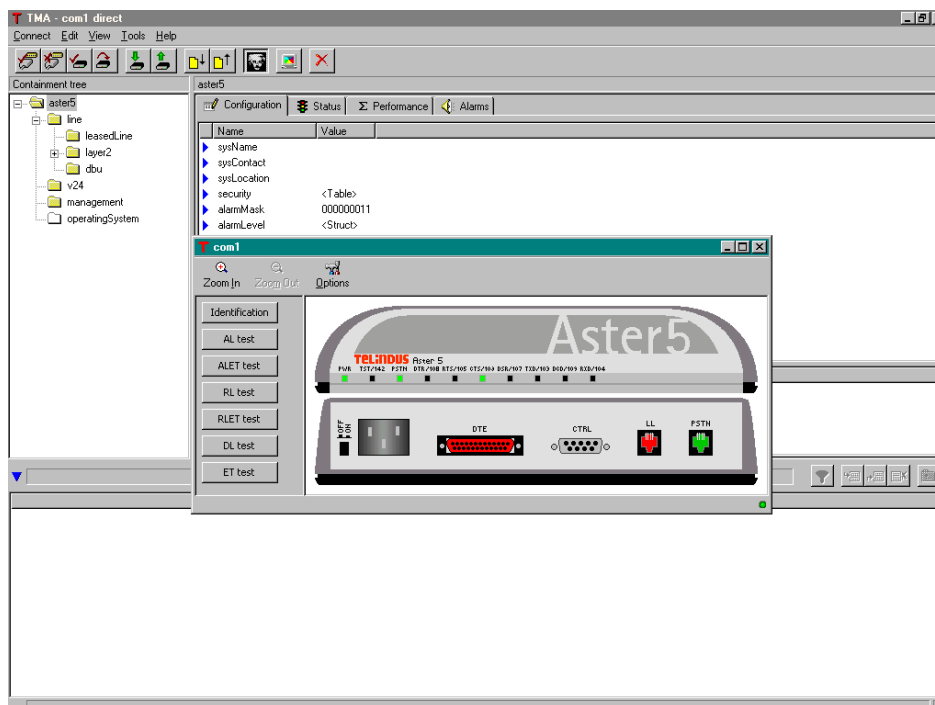 TMA - com1 direct
Connect Edit View Tools Help
Containment tree
aster5
aster5
line
leasedLine
layer2
dbu
v24
management
operatingSystem
Configuration Status Σ Performance Alarms
Name Value
sysName
sysContact
sysLocation
security <Table>
alarmMask 000000011
alarmLevel <Struct>
com1
Zoom In Zoom Out Options
Identification
AL test
ALET test
RL test
RLET test
DL test
ET test
Aster5
TELINDUS Aster 5
PWR TST/142 PSTN DTR/108 RTS/105 CTS/106 DSR/107 TXD/103 DCD/109 RXD/104
OFF
ON
DTE CTRL LL PSTN